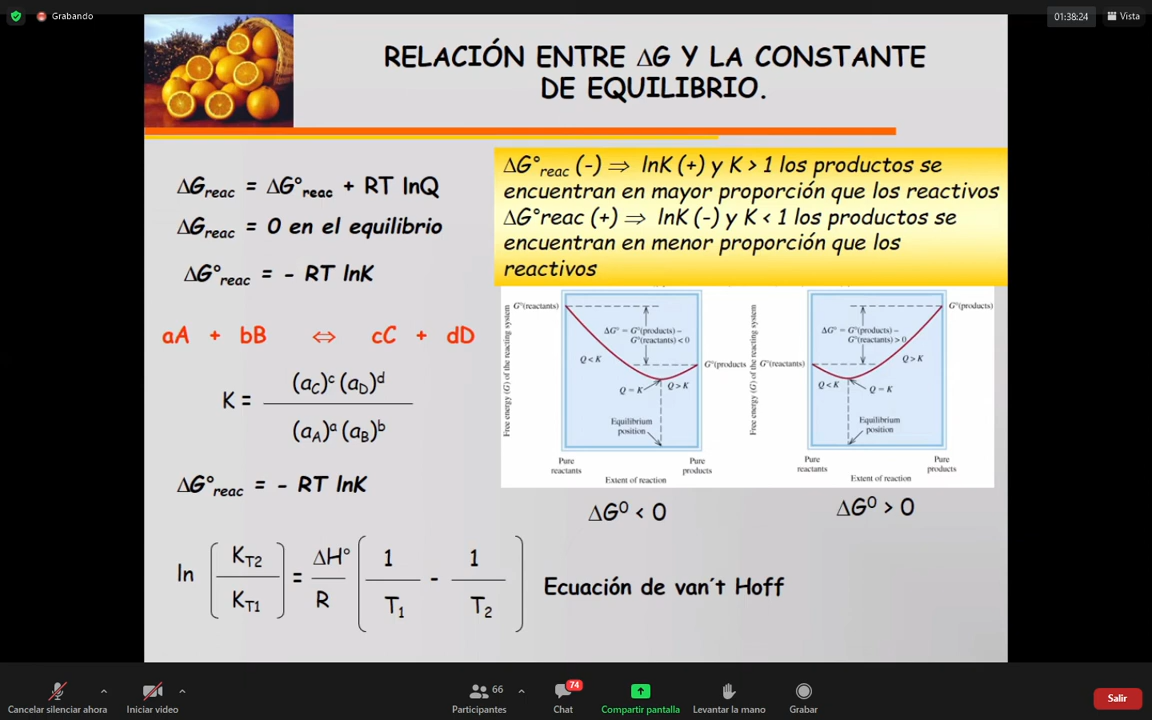 Grabando
01:38:24
Vista
RELACIÓN ENTRE ΔG Y LA CONSTANTE
DE EQUILIBRIO.
ΔGreac = ΔG°reac + RT lnQ
ΔGreac = 0 en el equilibrio
ΔG°reac = - RT lnK
aA + bB ⇔ cC + dD
K = (aC)^c (aD)^d
(aA)^a (aB)^b
ΔG°reac = - RT lnK
ln (KT2 / KT1) = ΔH° / R (1 / T1 - 1 / T2)
Ecuación de van´t Hoff
ΔG°reac (-) ⇒ lnK (+) y K > 1 los productos se
encuentran en mayor proporción que los reactivos
ΔG°reac (+) ⇒ lnK (-) y K < 1 los productos se
encuentran en menor proporción que los
reactivos
Free energy (G) of the reacting system
G°(reactants)
ΔG° = G°(products) –
G°(reactants) < 0
Q < K
G°(products
Q = K
Q > K
Equilibrium
position
Pure
reactants
Pure
products
Extent of reaction
ΔG⁰ < 0
Free energy (G) of the reacting system
G°(products)
ΔG° = G°(products) –
G°(reactants) > 0
Q > K
G°(reactants)
Q < K
Q = K
Equilibrium
position
Pure
reactants
Pure
products
Extent of reaction
ΔG⁰ > 0
Cancelar silenciar ahora
Iniciar video
66
Participantes
74
Chat
Compartir pantalla
Levantar la mano
Grabar
Salir